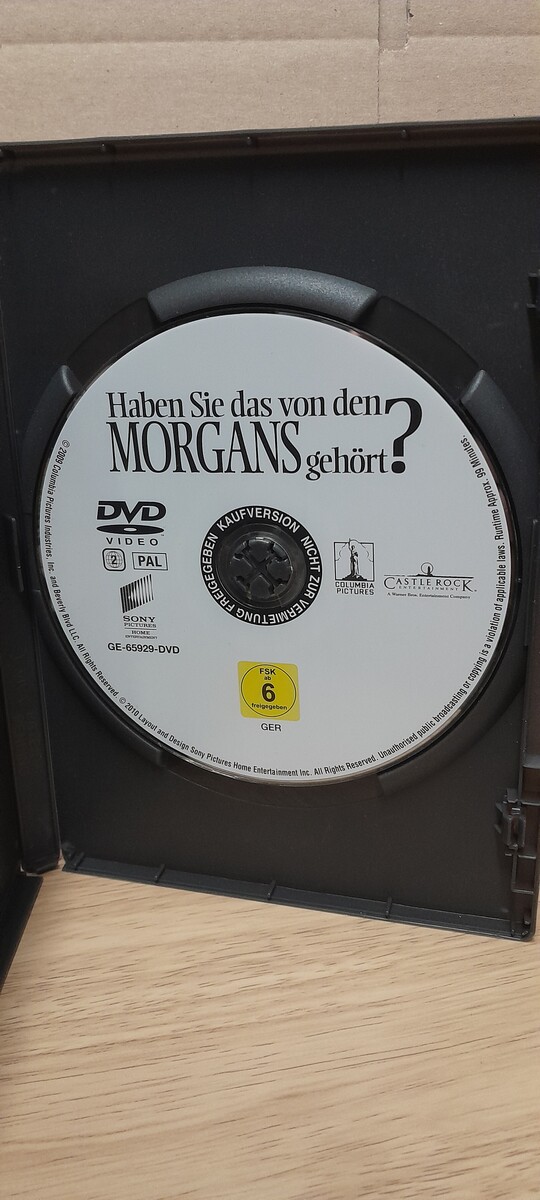 Haben Sie das von den
MORGANS gehört?
DVD
VIDEO
2 PAL
SONY
PICTURES
HOME
ENTERTAINMENT
GE-65929-DVD
KAUFVERSION NICHT ZUR VERMIETUNG FREIGEGEBEN
COLUMBIA
PICTURES
CASTLE ROCK
ENTERTAINMENT
A Warner Bros. Entertainment Company
FSK
ab
6
freigegeben
GER
©2009 Columbia Pictures Industries, Inc. and Beverly Blvd LLC. All Rights Reserved. ©2010 Layout and Design Sony Pictures Home Entertainment Inc. All Rights Reserved. Unauthorised public broadcasting or copying is a violation of applicable laws. Runtime Approx. 99 Minutes.